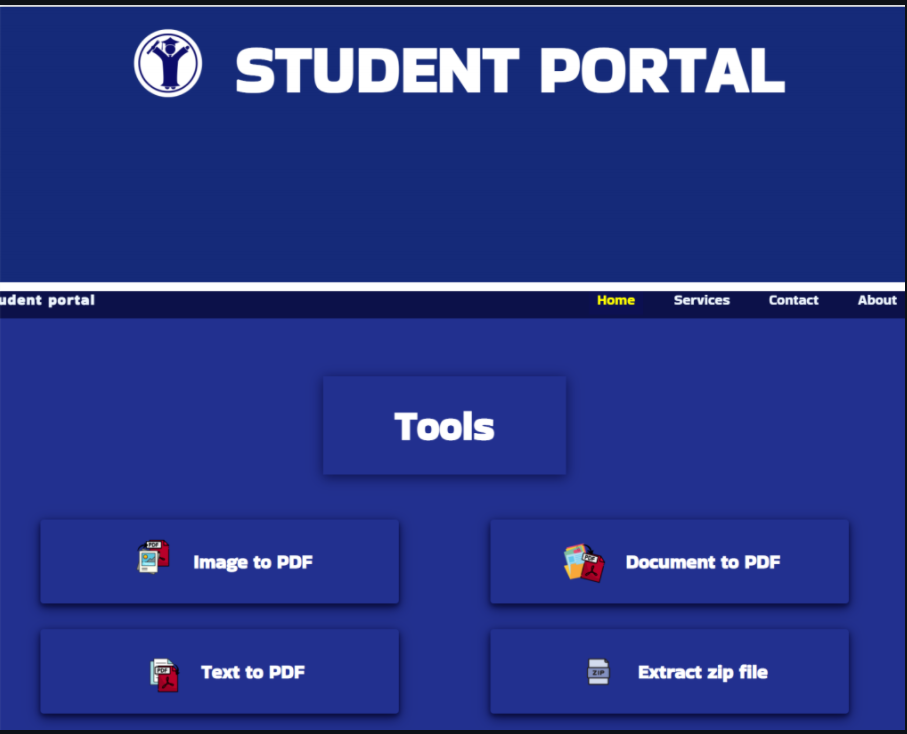 STUDENT PORTAL
udent portal
Home Services Contact About
Tools
PDF Image to PDF
PDF Document to PDF
PDF Text to PDF
ZIP Extract zip file